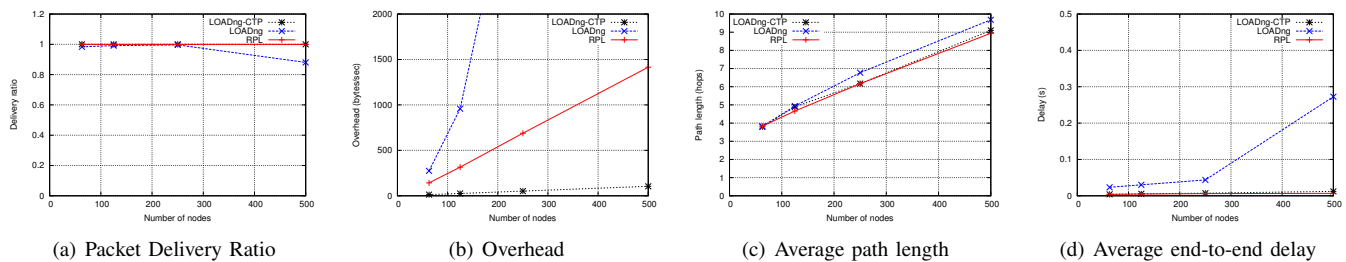 LOADng-CTP
LOADng
RPL
1.2
1
0.8
0.6
0.4
0.2
0
Delivery ratio
0 100 200 300 400 500
Number of nodes
(a) Packet Delivery Ratio
LOADng-CTP
LOADng
RPL
2000
1500
1000
500
0
Overhead (bytes/sec)
0 100 200 300 400 500
Number of nodes
(b) Overhead
LOADng-CTP
LOADng
RPL
10
9
8
7
6
5
4
3
2
1
0
Path length (hops)
0 100 200 300 400 500
Number of nodes
(c) Average path length
LOADng-CTP
LOADng
RPL
0.5
0.4
0.3
0.2
0.1
0
Delay (s)
0 100 200 300 400 500
Number of nodes
(d) Average end-to-end delay